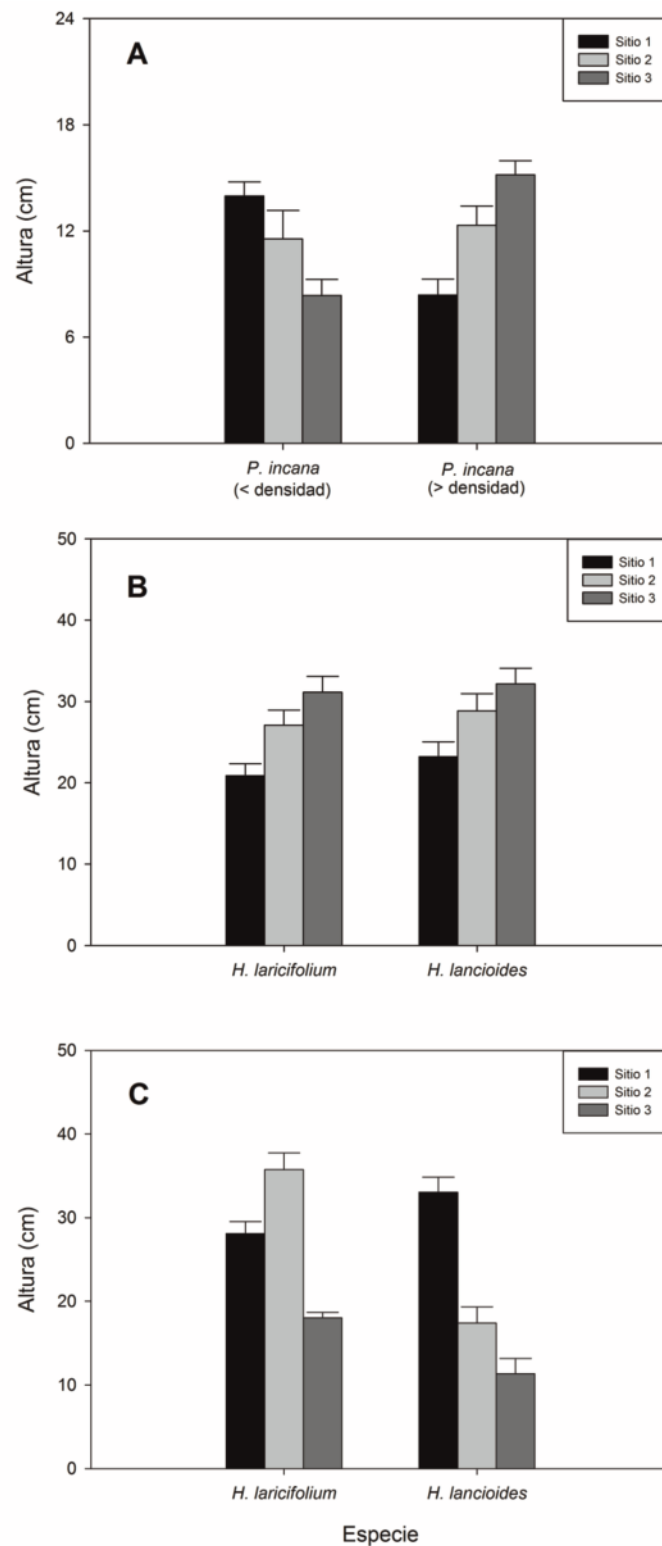 24
A
Sitio 1
Sitio 2
Sitio 3
18
Altura (cm)
12
6
0
P. incana
(< densidad)
P. incana
(> densidad)
50
B
Sitio 1
Sitio 2
Sitio 3
40
30
Altura (cm)
20
10
0
H. laricifolium
H. lancioides
50
C
Sitio 1
Sitio 2
Sitio 3
40
30
Altura (cm)
20
10
0
H. laricifolium
H. lancioides
Especie